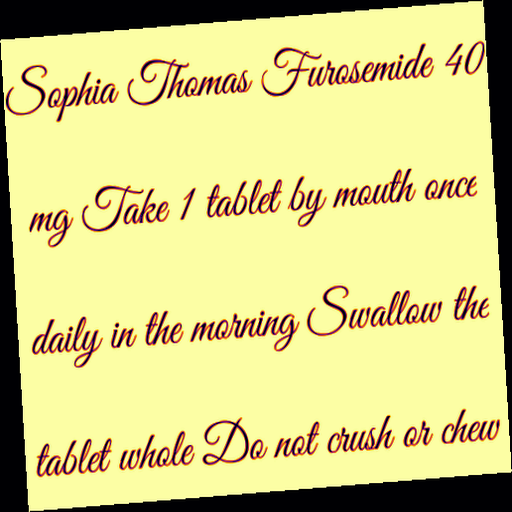 Sophia Thomas Furosemide 40
mg Take 1 tablet by mouth once
daily in the morning Swallow the
tablet whole Do not crush or chew